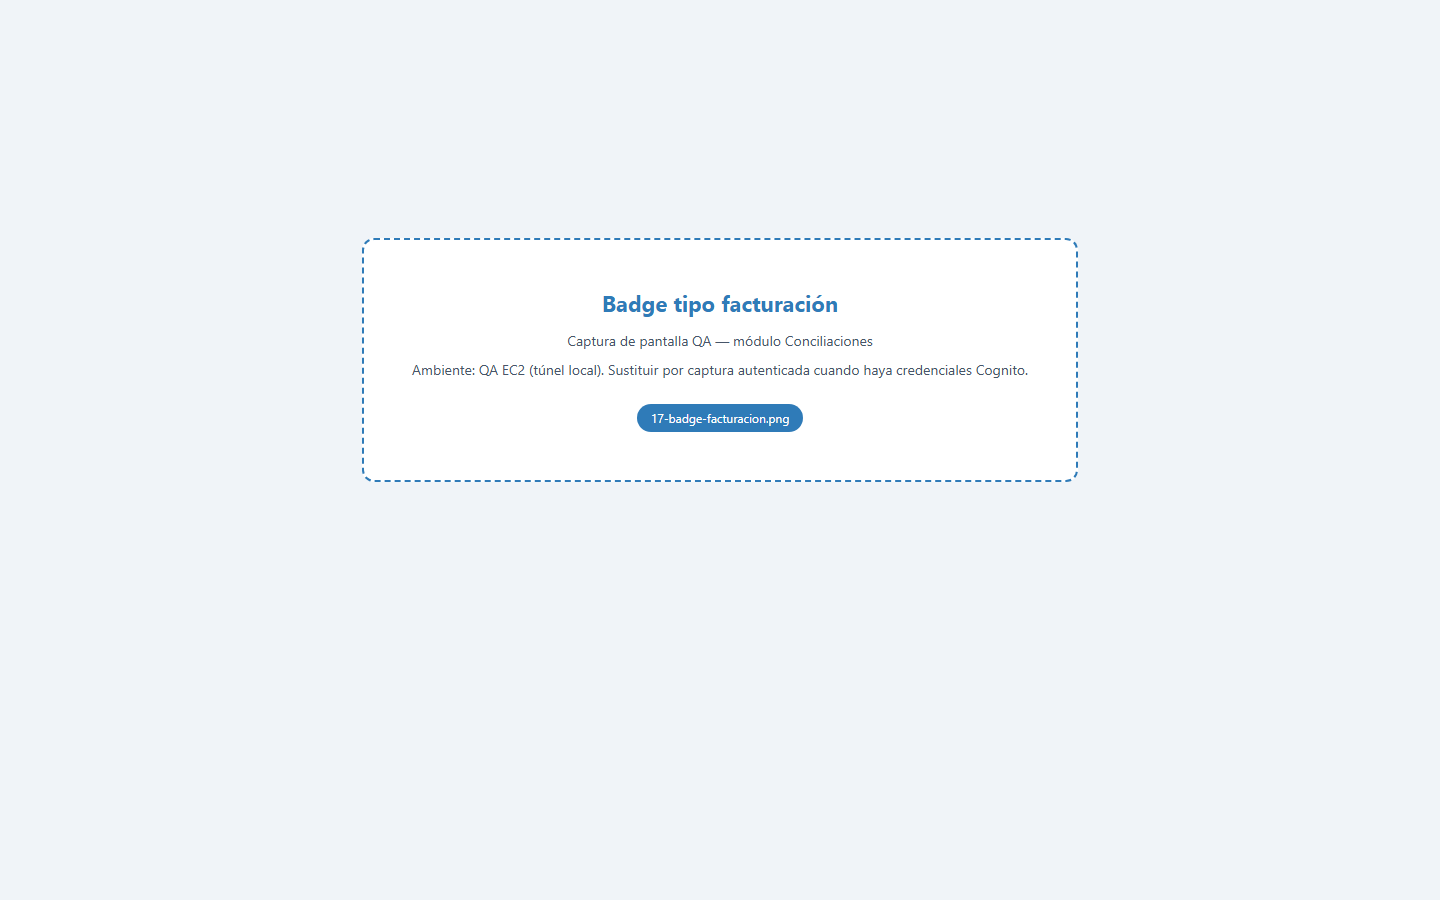 Badge tipo facturación
Captura de pantalla QA — módulo Conciliaciones
Ambiente: QA EC2 (túnel local). Sustituir por captura autenticada cuando haya credenciales Cognito.
17-badge-facturacion.png